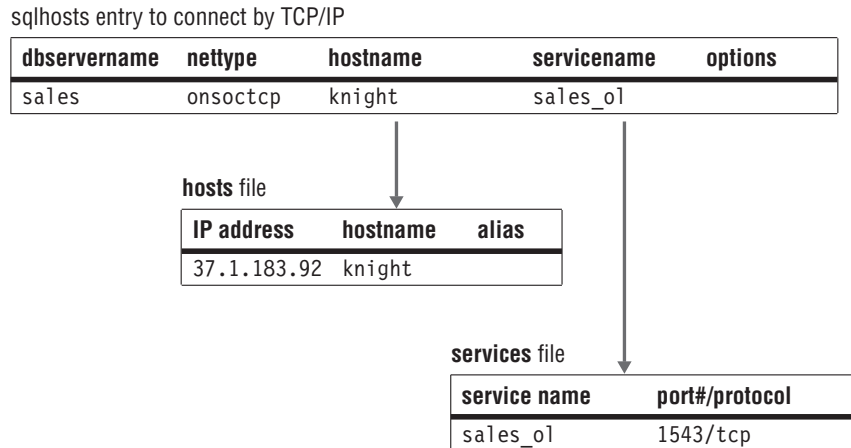 sqlhosts entry to connect by TCP/IP
dbservername nettype hostname servicename options
sales onsoctcp knight sales_ol
hosts file
IP address hostname alias
37.1.183.92 knight
services file
service name port#/protocol
sales_ol 1543/tcp